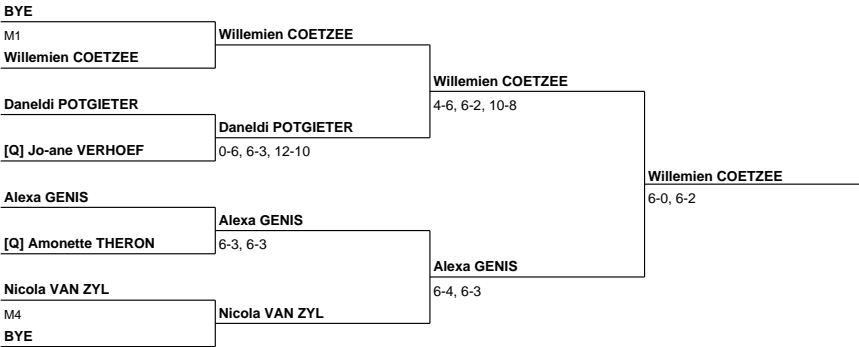 BYE
M1
Willemien COETZEE
Willemien COETZEE
Daneldi POTGIETER
[Q] Jo-ane VERHOEF
Daneldi POTGIETER
0-6, 6-3, 12-10
Willemien COETZEE
4-6, 6-2, 10-8
Alexa GENIS
[Q] Amonette THERON
Alexa GENIS
6-3, 6-3
Nicola VAN ZYL
M4
BYE
Nicola VAN ZYL
Alexa GENIS
6-4, 6-3
Willemien COETZEE
6-0, 6-2